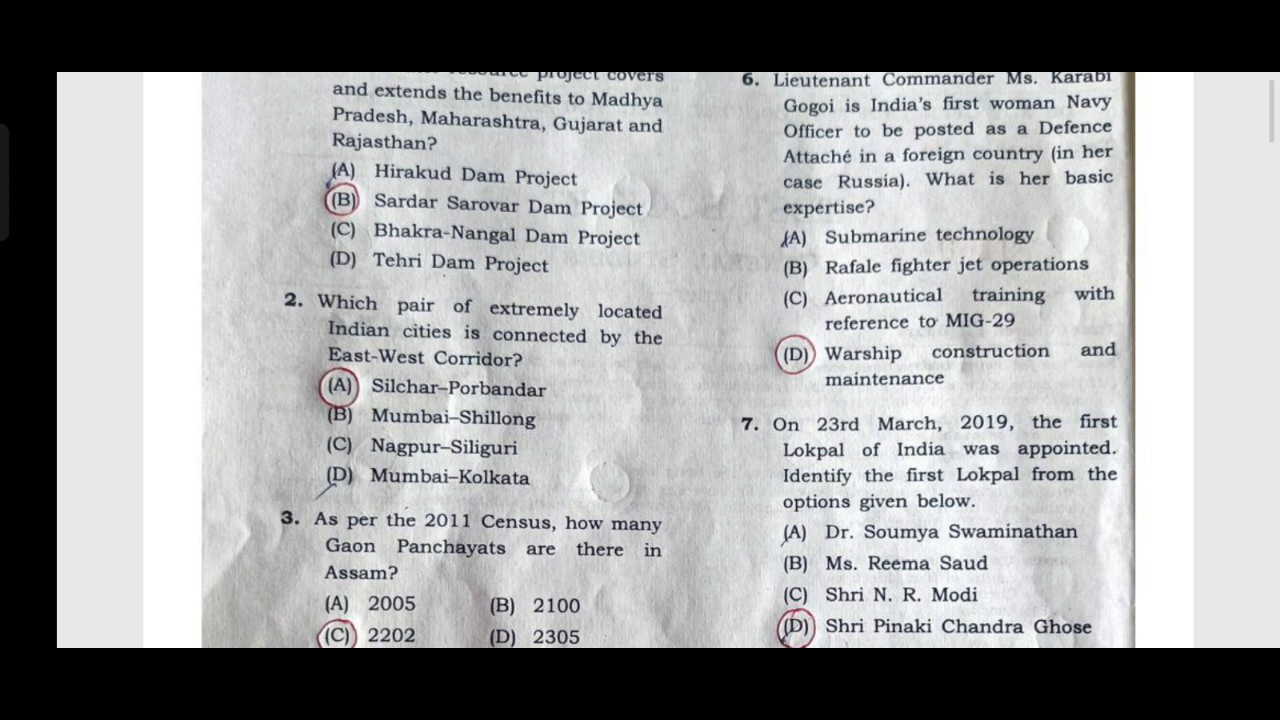 resource project covers
and extends the benefits to Madhya
Pradesh, Maharashtra, Gujarat and
Rajasthan?
(A) Hirakud Dam Project
(B) Sardar Sarovar Dam Project
(C) Bhakra-Nangal Dam Project
(D) Tehri Dam Project
2. Which pair of extremely located
Indian cities is connected by the
East-West Corridor?
(A) Silchar–Porbandar
(B) Mumbai–Shillong
(C) Nagpur–Siliguri
(D) Mumbai–Kolkata
3. As per the 2011 Census, how many
Gaon Panchayats are there in
Assam?
(A) 2005 (B) 2100
(C) 2202 (D) 2305
6. Lieutenant Commander Ms. Karabi
Gogoi is India's first woman Navy
Officer to be posted as a Defence
Attaché in a foreign country (in her
case Russia). What is her basic
expertise?
(A) Submarine technology
(B) Rafale fighter jet operations
(C) Aeronautical training with
reference to MIG-29
(D) Warship construction and
maintenance
7. On 23rd March, 2019, the first
Lokpal of India was appointed.
Identify the first Lokpal from the
options given below.
(A) Dr. Soumya Swaminathan
(B) Ms. Reema Saud
(C) Shri N. R. Modi
(D) Shri Pinaki Chandra Ghose